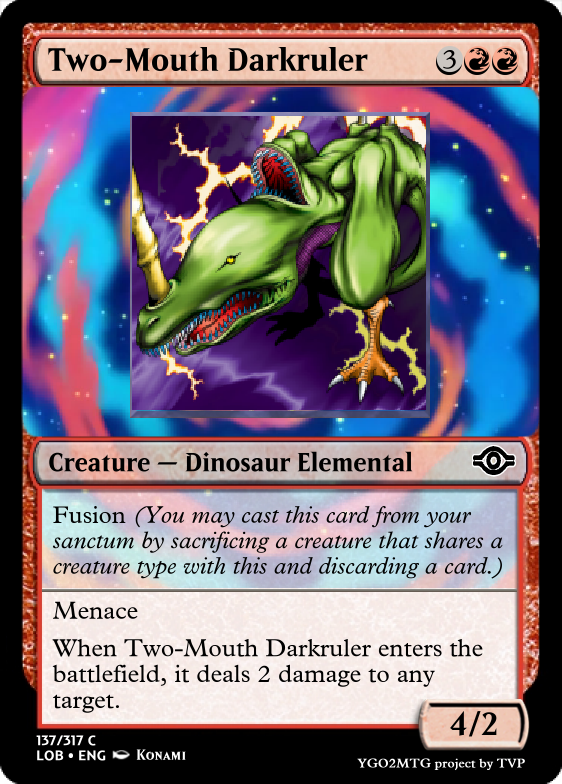 Two-Mouth Darkruler 3
Creature — Dinosaur Elemental
Fusion (You may cast this card from your
sanctum by sacrificing a creature that shares a
creature type with this and discarding a card.)
Menace
When Two-Mouth Darkruler enters the
battlefield, it deals 2 damage to any
target.
4/2
137/317 C
LOB • ENG Konami
YGO2MTG project by TVP